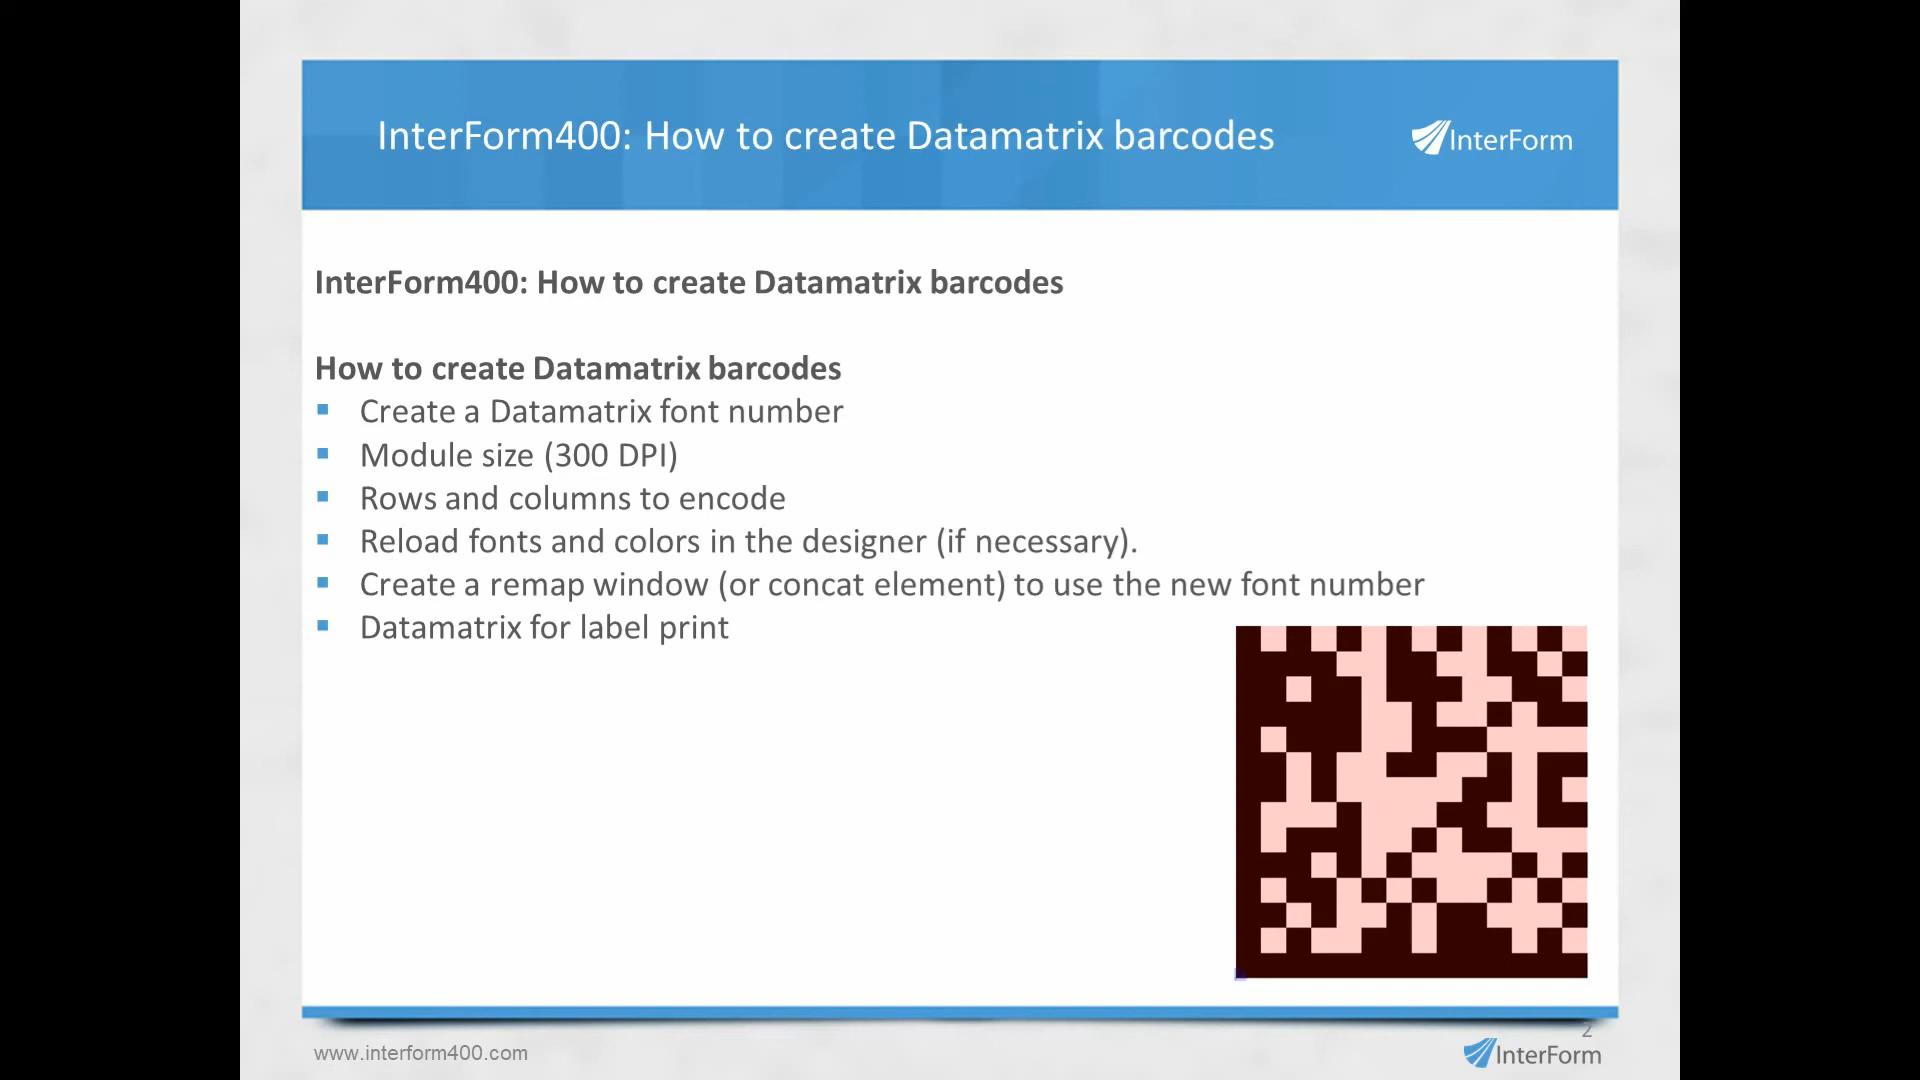 InterForm400: How to create Datamatrix barcodes
InterForm
InterForm400: How to create Datamatrix barcodes
How to create Datamatrix barcodes
Create a Datamatrix font number
Module size (300 DPI)
Rows and columns to encode
Reload fonts and colors in the designer (if necessary).
Create a remap window (or concat element) to use the new font number
Datamatrix for label print
2
www.interform400.com
InterForm